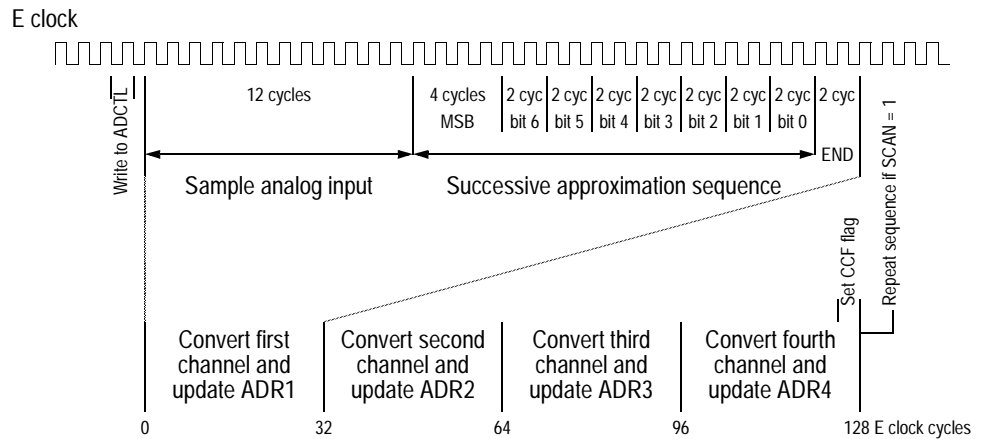 E clock
Write to ADCTL
12 cycles
4 cycles
MSB
2 cyc
bit 6
2 cyc
bit 5
2 cyc
bit 4
2 cyc
bit 3
2 cyc
bit 2
2 cyc
bit 1
2 cyc
bit 0
2 cyc
END
Sample analog input
Successive approximation sequence
Set CCF flag
Repeat sequence if SCAN = 1
Convert first
channel and
update ADR1
Convert second
channel and
update ADR2
Convert third
channel and
update ADR3
Convert fourth
channel and
update ADR4
0
32
64
96
128 E clock cycles